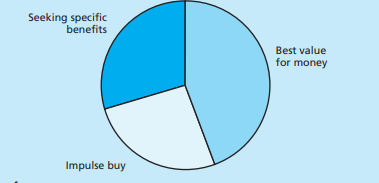 Seeking specific
benefits
Best value
for money
Impulse buy